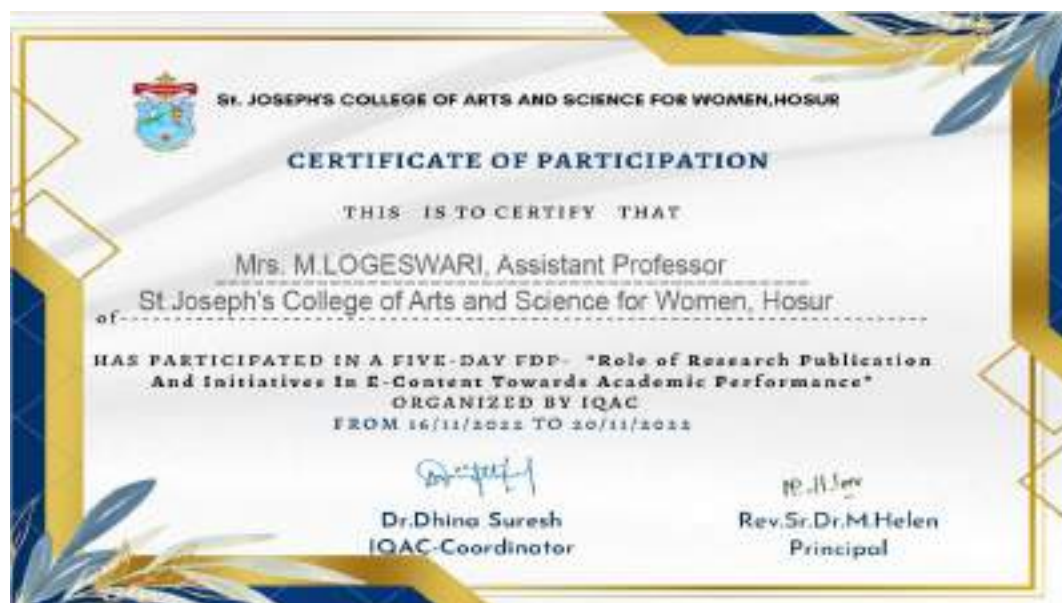 St. JOSEPH'S COLLEGE OF ARTS AND SCIENCE FOR WOMEN,HOSUR
CERTIFICATE OF PARTICIPATION
THIS IS TO CERTIFY THAT
Mrs. M.LOGESWARI, Assistant Professor
of St.Joseph's College of Arts and Science for Women, Hosur
HAS PARTICIPATED IN A FIVE-DAY FDP- "Role of Research Publication
And Initiatives In E-Content Towards Academic Performance"
ORGANIZED BY IQAC
FROM 16/11/2022 TO 20/11/2022
Dr.Dhina Suresh Rev.Sr.Dr.M.Helen
IQAC-Coordinator Principal